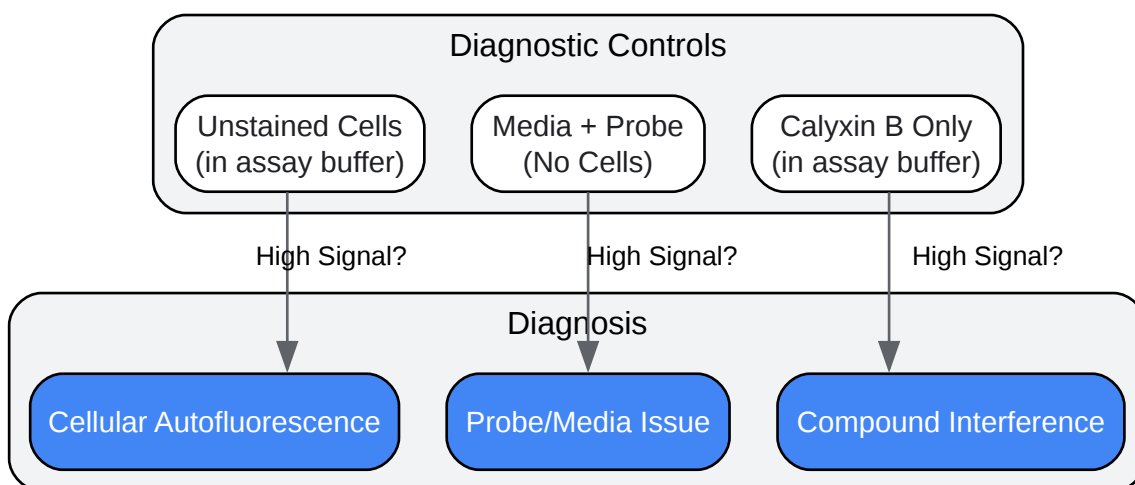 Diagnostic Controls
Unstained Cells
(in assay buffer)
Media + Probe
(No Cells)
Calyxin B Only
(in assay buffer)
High Signal?
High Signal?
High Signal?
Diagnosis
Cellular Autofluorescence
Probe/Media Issue
Compound Interference